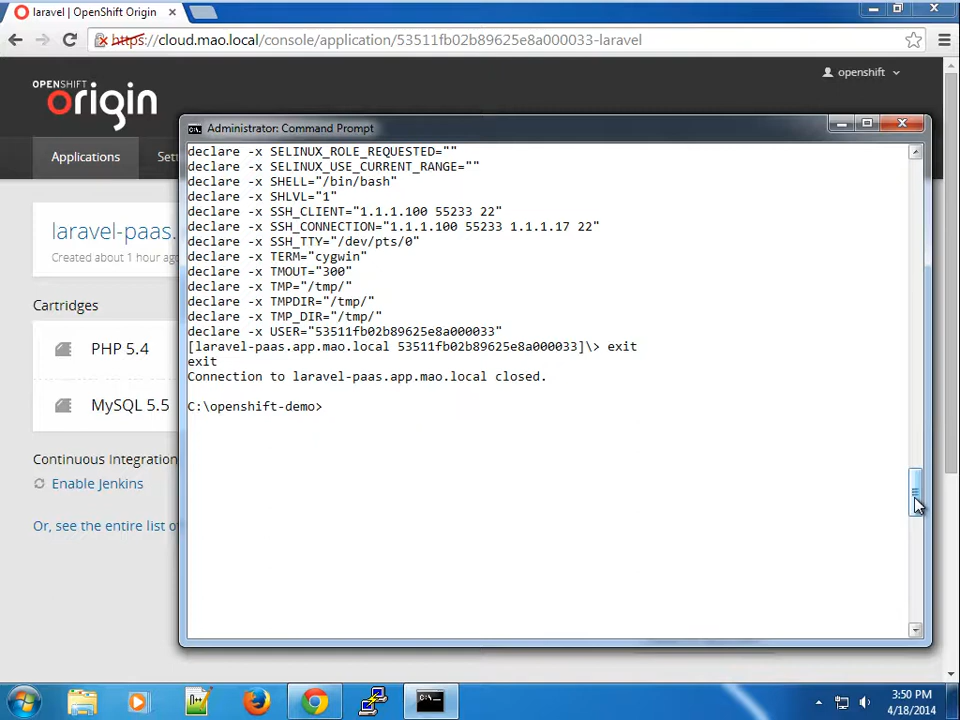 laravel | OpenShift Origin
https://cloud.mao.local/console/application/53511fb02b89625e8a000033-laravel
OPENSHIFT
origin
openshift
Applications
Administrator: Command Prompt
laravel-paas.
Created about 1 hour ago
Cartridges
PHP 5.4
MySQL 5.5
Continuous Integration
Enable Jenkins
Or, see the entire list
declare -x SELINUX_ROLE_REQUESTED=""
declare -x SELINUX_USE_CURRENT_RANGE=""
declare -x SHELL="/bin/bash"
declare -x SHLVL="1"
declare -x SSH_CLIENT="1.1.1.100 55233 22"
declare -x SSH_CONNECTION="1.1.1.100 55233 1.1.1.17 22"
declare -x SSH_TTY="/dev/pts/0"
declare -x TERM="cygwin"
declare -x TMOUT="300"
declare -x TMP="/tmp/"
declare -x TMPDIR="/tmp/"
declare -x TMP_DIR="/tmp/"
declare -x USER="53511fb02b89625e8a000033"
[laravel-paas.app.mao.local 53511fb02b89625e8a000033]\> exit
exit
Connection to laravel-paas.app.mao.local closed.
C:\openshift-demo>
3:50 PM
4/18/2014